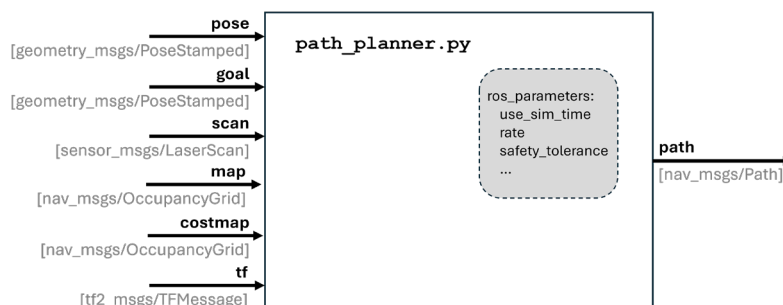 pose
[geometry_msgs/PoseStamped]
goal
[geometry_msgs/PoseStamped]
scan
[sensor_msgs/LaserScan]
map
[nav_msgs/OccupancyGrid]
costmap
[nav_msgs/OccupancyGrid]
tf
[tf2_msgs/TFMessage]
path_planner.py
ros_parameters:
use_sim_time
rate
safety_tolerance
...
path
[nav_msgs/Path]